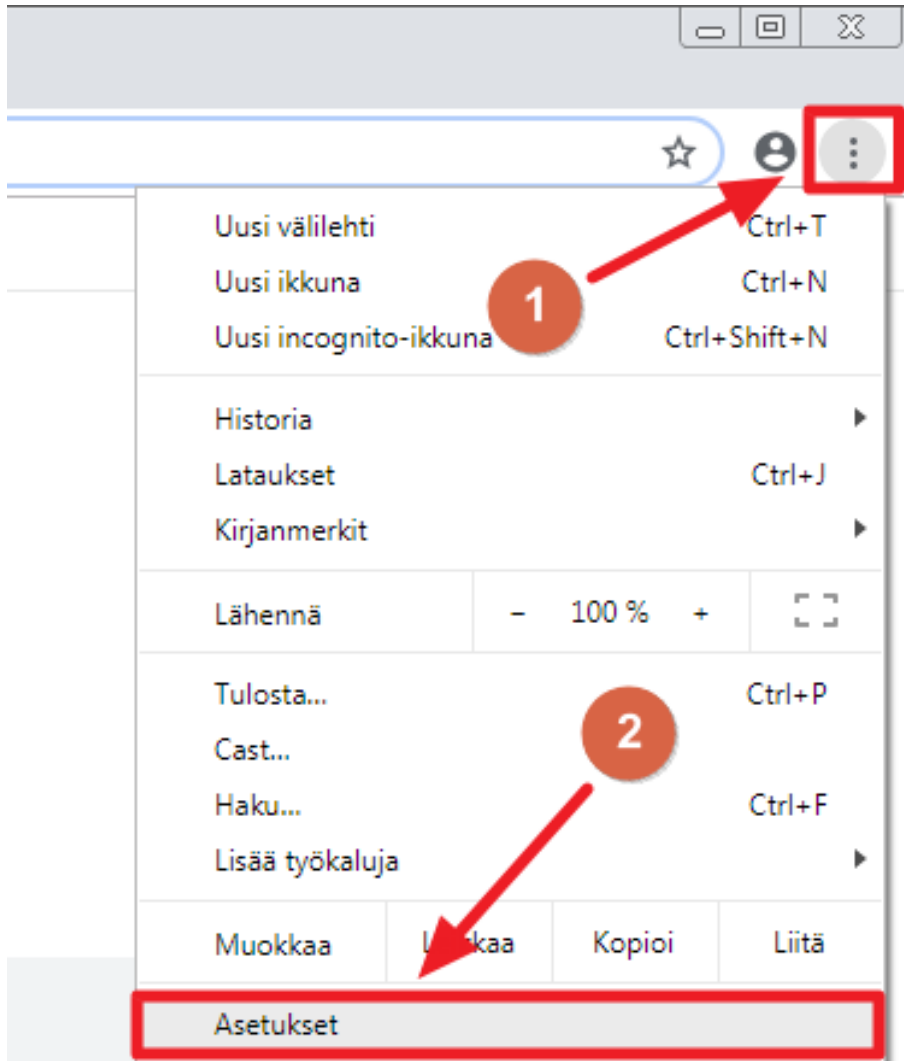 Uusi välilehti Ctrl+T
Uusi ikkuna Ctrl+N
1
Uusi incognito-ikkuna Ctrl+Shift+N
Historia
Lataukset Ctrl+J
Kirjanmerkit
Lähennä − 100 % +
Tulosta... Ctrl+P
2
Cast...
Haku... Ctrl+F
Lisää työkaluja
Muokkaa Kopioi Liitä
Asetukset